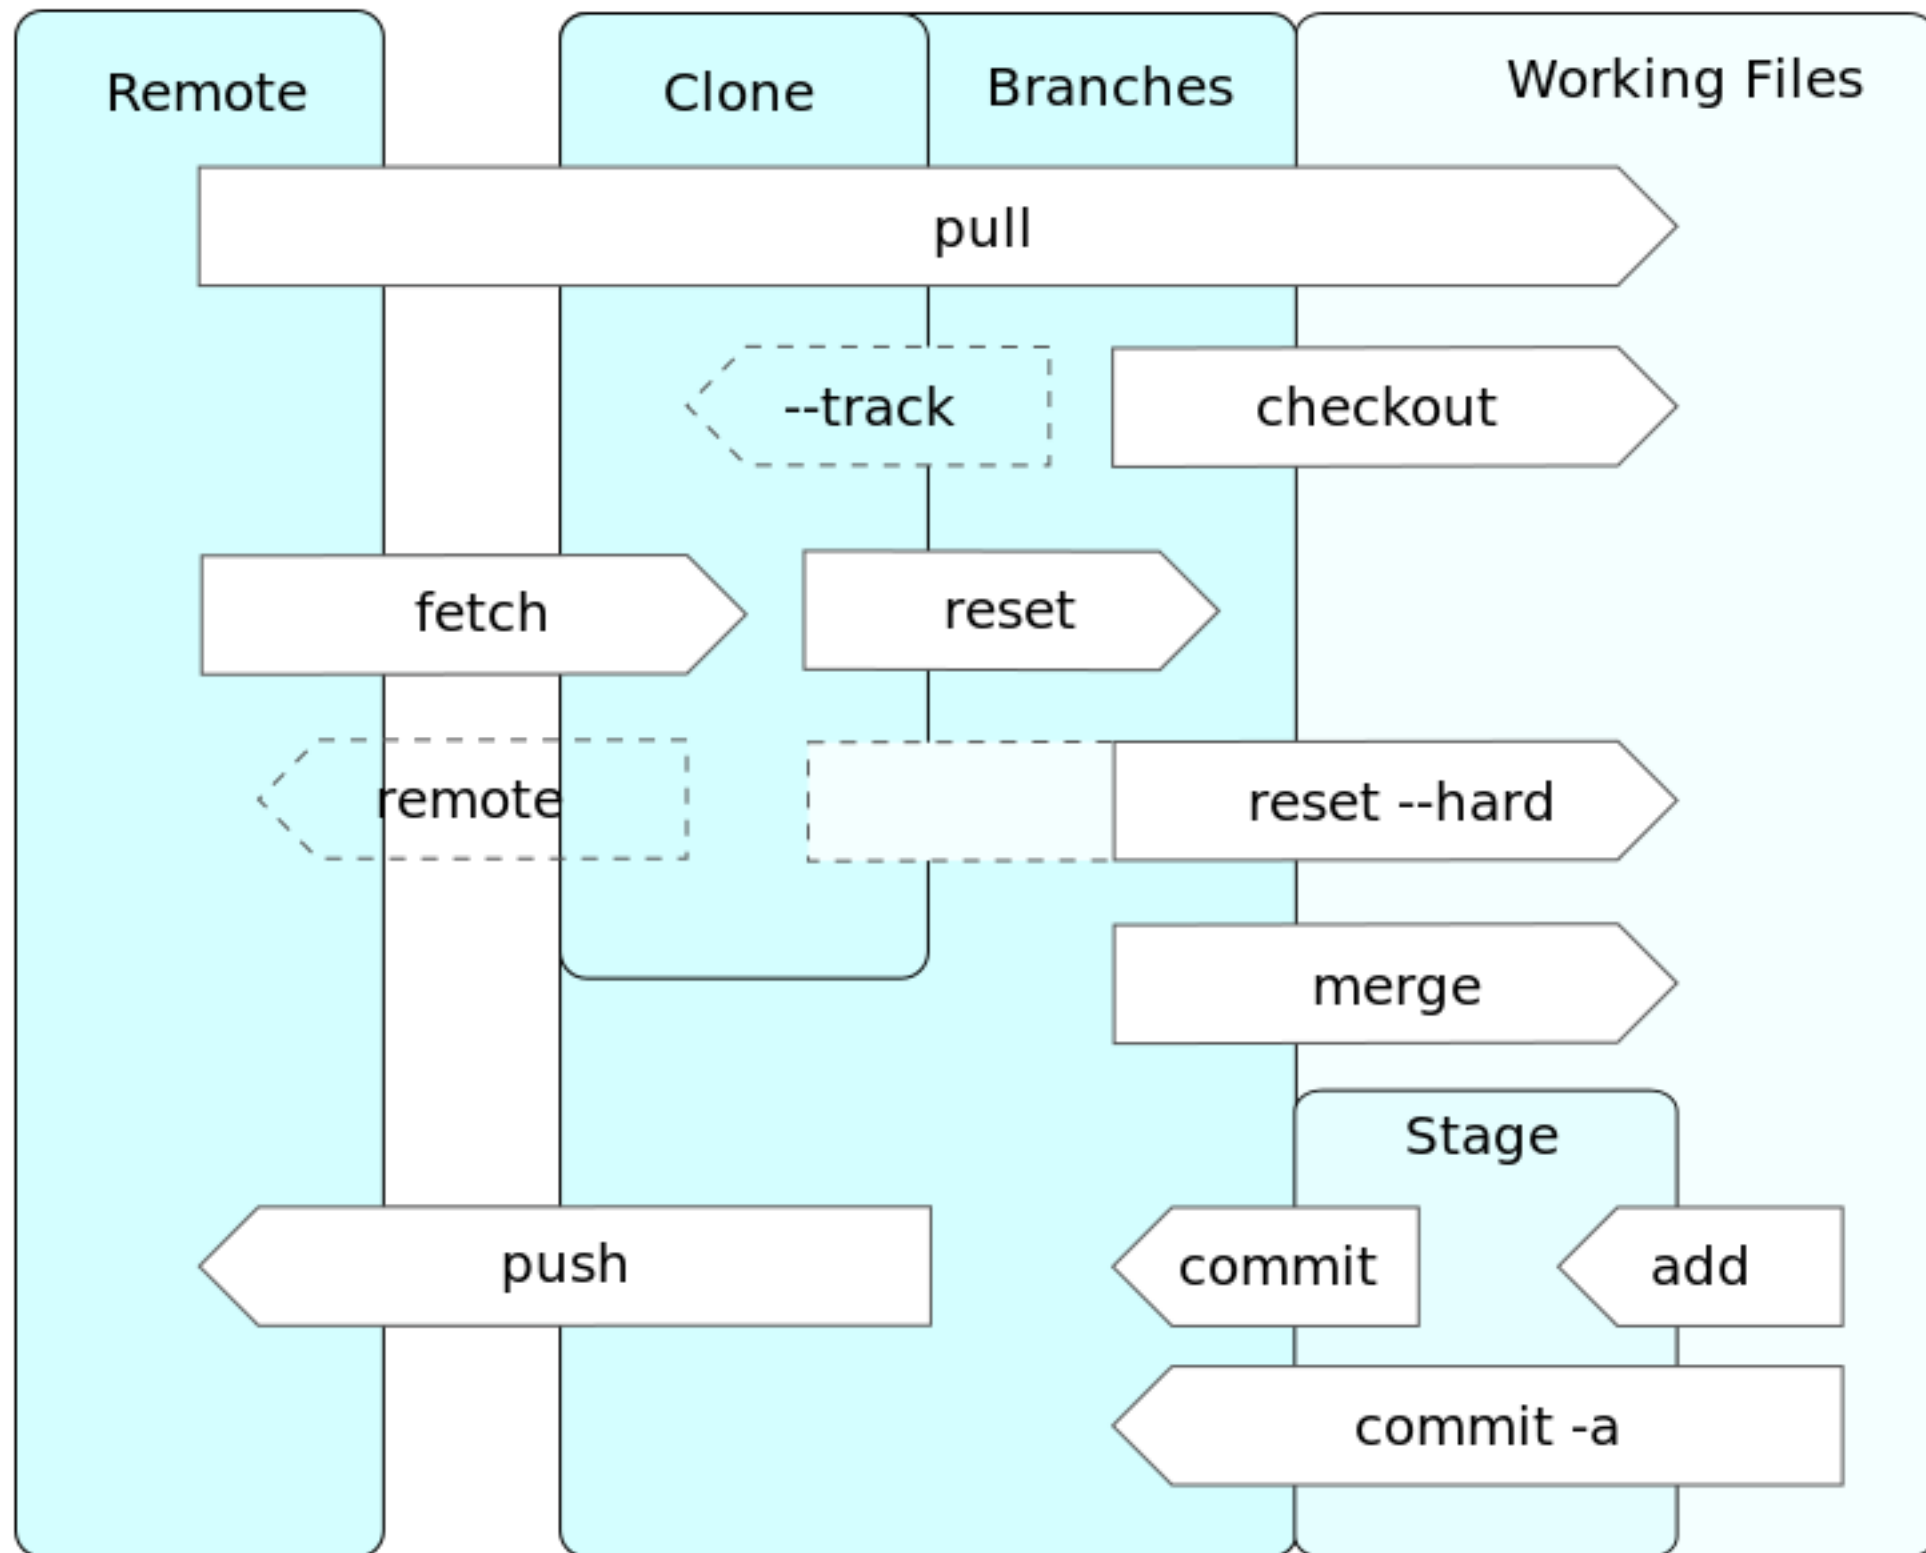 Remote
Clone
Branches
Working Files
pull
--track
checkout
fetch
reset
remote
reset --hard
merge
Stage
push
commit
add
commit -a